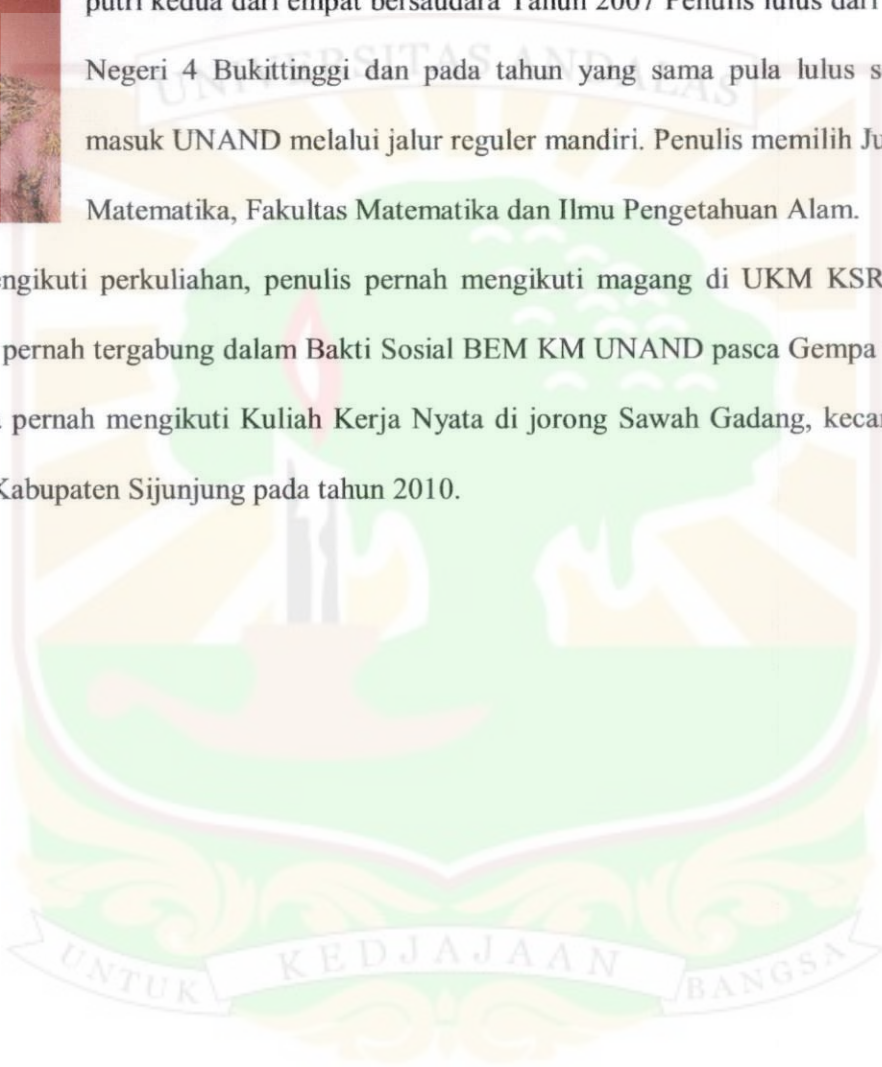 putri kedua dari empat bersaudara Tahun 2007 Penulis lulus dari
UNIVERSITAS ANDALAS
Negeri 4 Bukittinggi dan pada tahun yang sama pula lulus s
masuk UNAND melalui jalur reguler mandiri. Penulis memilih Ju
Matematika, Fakultas Matematika dan Ilmu Pengetahuan Alam.
ngikuti perkuliahan, penulis pernah mengikuti magang di UKM KSR
pernah tergabung dalam Bakti Sosial BEM KM UNAND pasca Gempa
pernah mengikuti Kuliah Kerja Nyata di jorong Sawah Gadang, keca
Kabupaten Sijunjung pada tahun 2010.
UNTUK KEDJAJAAN BANGSA